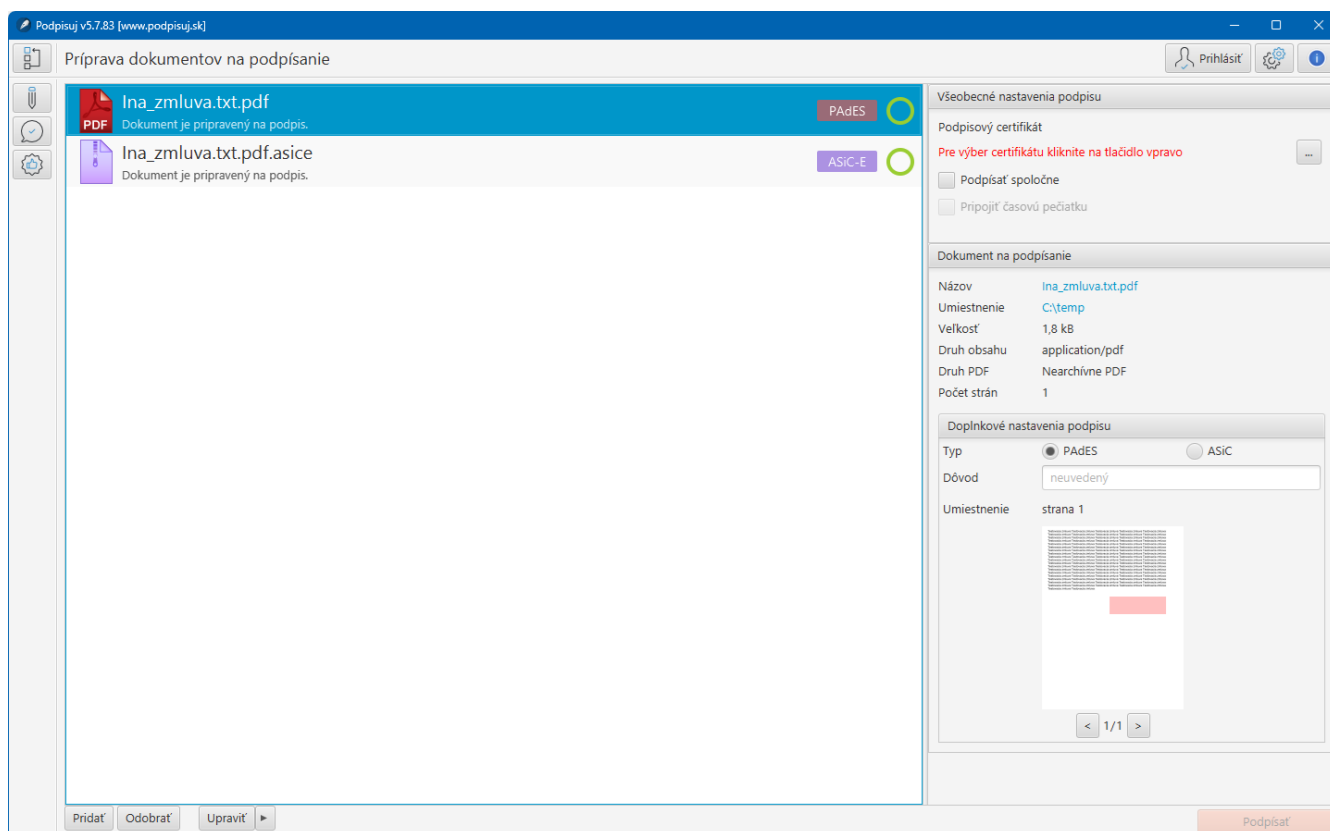 Podpisuj v5.7.83 [www.podpisuj.sk]
Príprava dokumentov na podpísanie
Prihlásiť
Ina_zmluva.txt.pdf
Dokument je pripravený na podpis.
PDF
PAdES
Ina_zmluva.txt.pdf.asice
Dokument je pripravený na podpis.
ASiC-E
Všeobecné nastavenia podpisu
Podpisový certifikát
Pre výber certifikátu kliknite na tlačidlo vpravo
...
Podpísať spoločne
Pripojiť časovú pečiatku
Dokument na podpísanie
Názov Ina_zmluva.txt.pdf
Umiestnenie C:\temp
Veľkosť 1,8 kB
Druh obsahu application/pdf
Druh PDF Nearchívne PDF
Počet strán 1
Doplnkové nastavenia podpisu
Typ PAdES ASiC
Dôvod neuvedený
Umiestnenie strana 1
< 1/1 >
Pridať Odobrať Upraviť
Podpísať